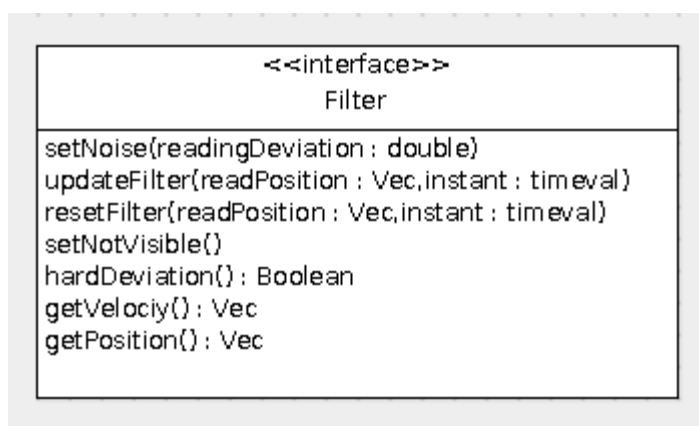 <<interface>>
Filter
setNoise(readingDeviation : double)
updateFilter(readPosition : Vec,instant : timeval)
resetFilter(readPosition : Vec,instant : timeval)
setNotVisible()
hardDeviation() : Boolean
getVelociy() : Vec
getPosition() : Vec